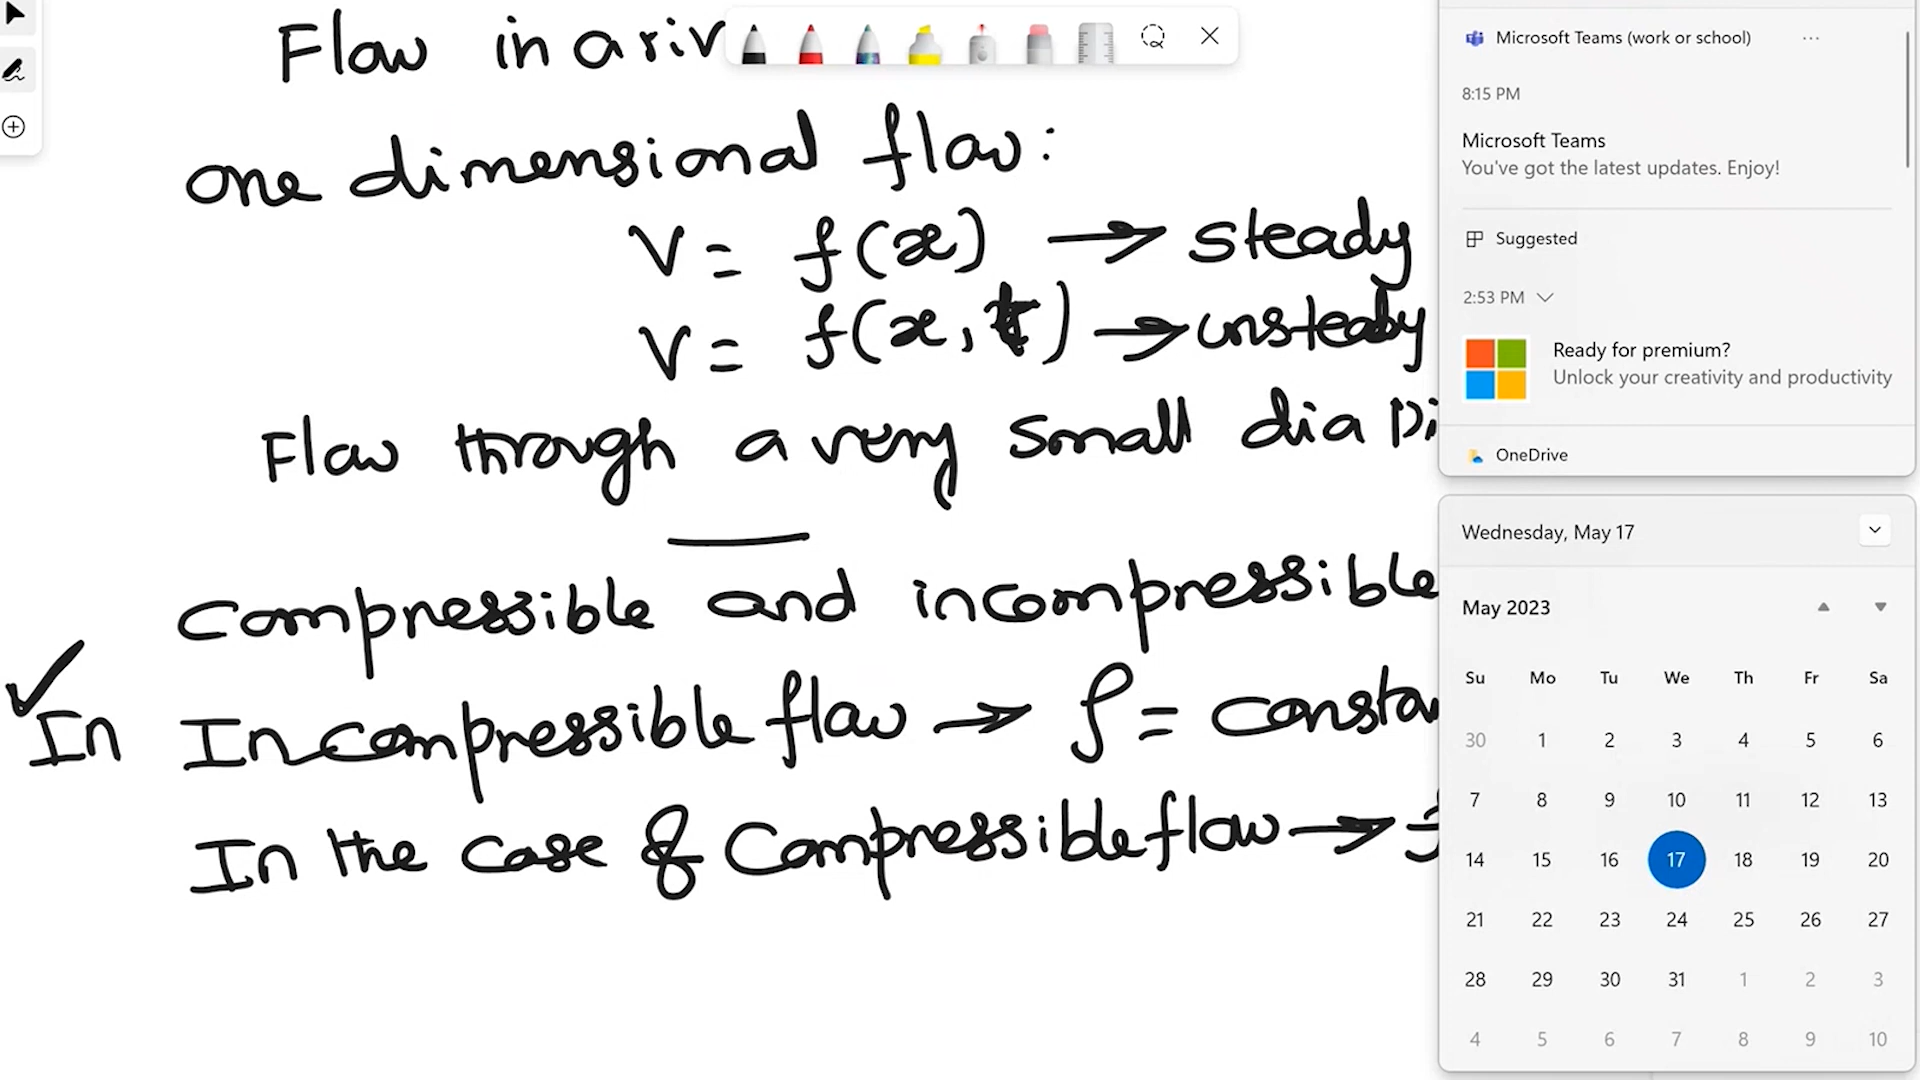 Flow in a riv
one dimensional flow:
V = f(x) → steady
V = f(x, t) → unsteady
Flow through a very small dia Pi
Compressible and incompressible
In Incompressible flow → ρ = constan
In the case of Compressible flow →
Microsoft Teams (work or school)
8:15 PM
Microsoft Teams
You've got the latest updates. Enjoy!
Suggested
2:53 PM
Ready for premium?
Unlock your creativity and productivity
OneDrive
Wednesday, May 17
May 2023
Su Mo Tu We Th Fr Sa
30 1 2 3 4 5 6
7 8 9 10 11 12 13
14 15 16 17 18 19 20
21 22 23 24 25 26 27
28 29 30 31 1 2 3
4 5 6 7 8 9 10